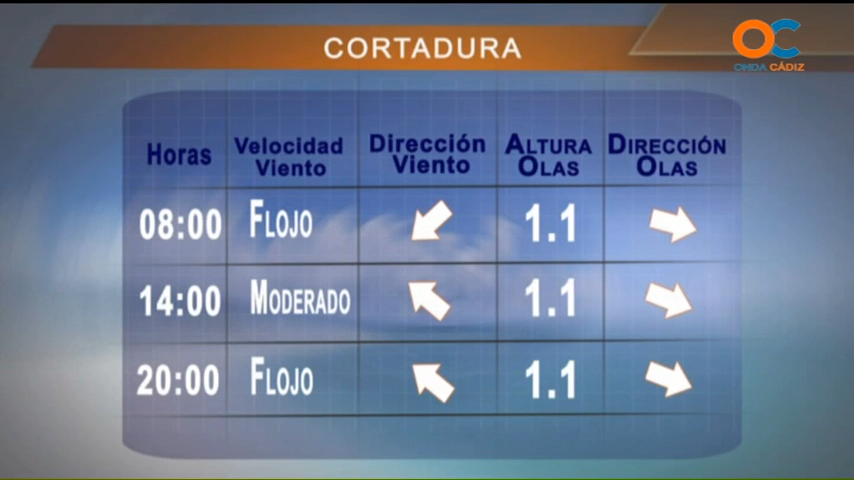 CORTADURA
OC
ONDA CÁDIZ
Horas
Velocidad
Viento
Dirección
Viento
ALTURA
OLAS
DIRECCIÓN
OLAS
08:00 FLOJO 1.1
14:00 MODERADO 1.1
20:00 FLOJO 1.1